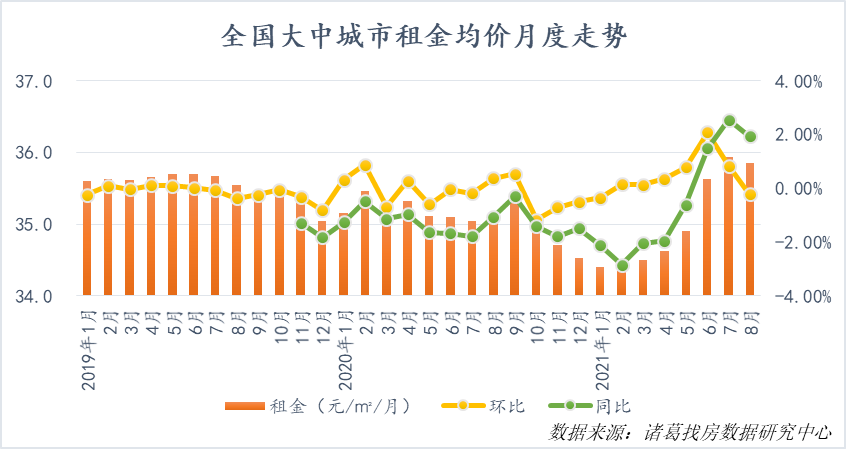 全国大中城市租金均价月度走势
37.0
36.0
35.0
34.0
4.00%
2.00%
0.00%
-2.00%
-4.00%
2019年1月
2月
3月
4月
5月
6月
7月
8月
9月
10月
11月
12月
2020年1月
2月
3月
4月
5月
6月
7月
8月
9月
10月
11月
12月
2021年1月
2月
3月
4月
5月
6月
7月
8月
租金（元/㎡/月） 环比 同比
数据来源：诸葛找房数据研究中心